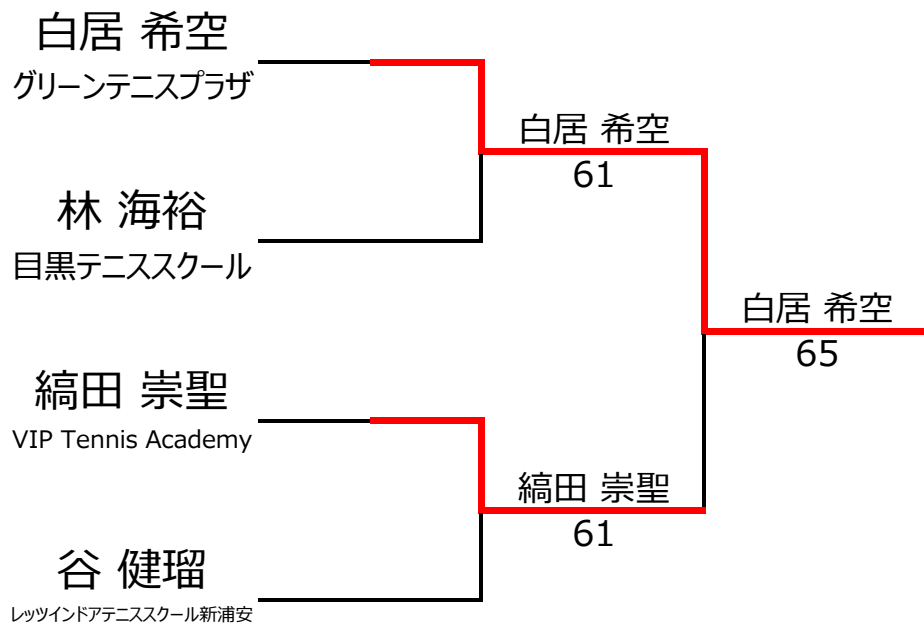 白居 希空
グリーンテニスプラザ
白居 希空
61
林 海裕
目黒テニススクール
白居 希空
65
縞田 崇聖
VIP Tennis Academy
縞田 崇聖
61
谷 健瑠
レッツインドアテニススクール新浦安